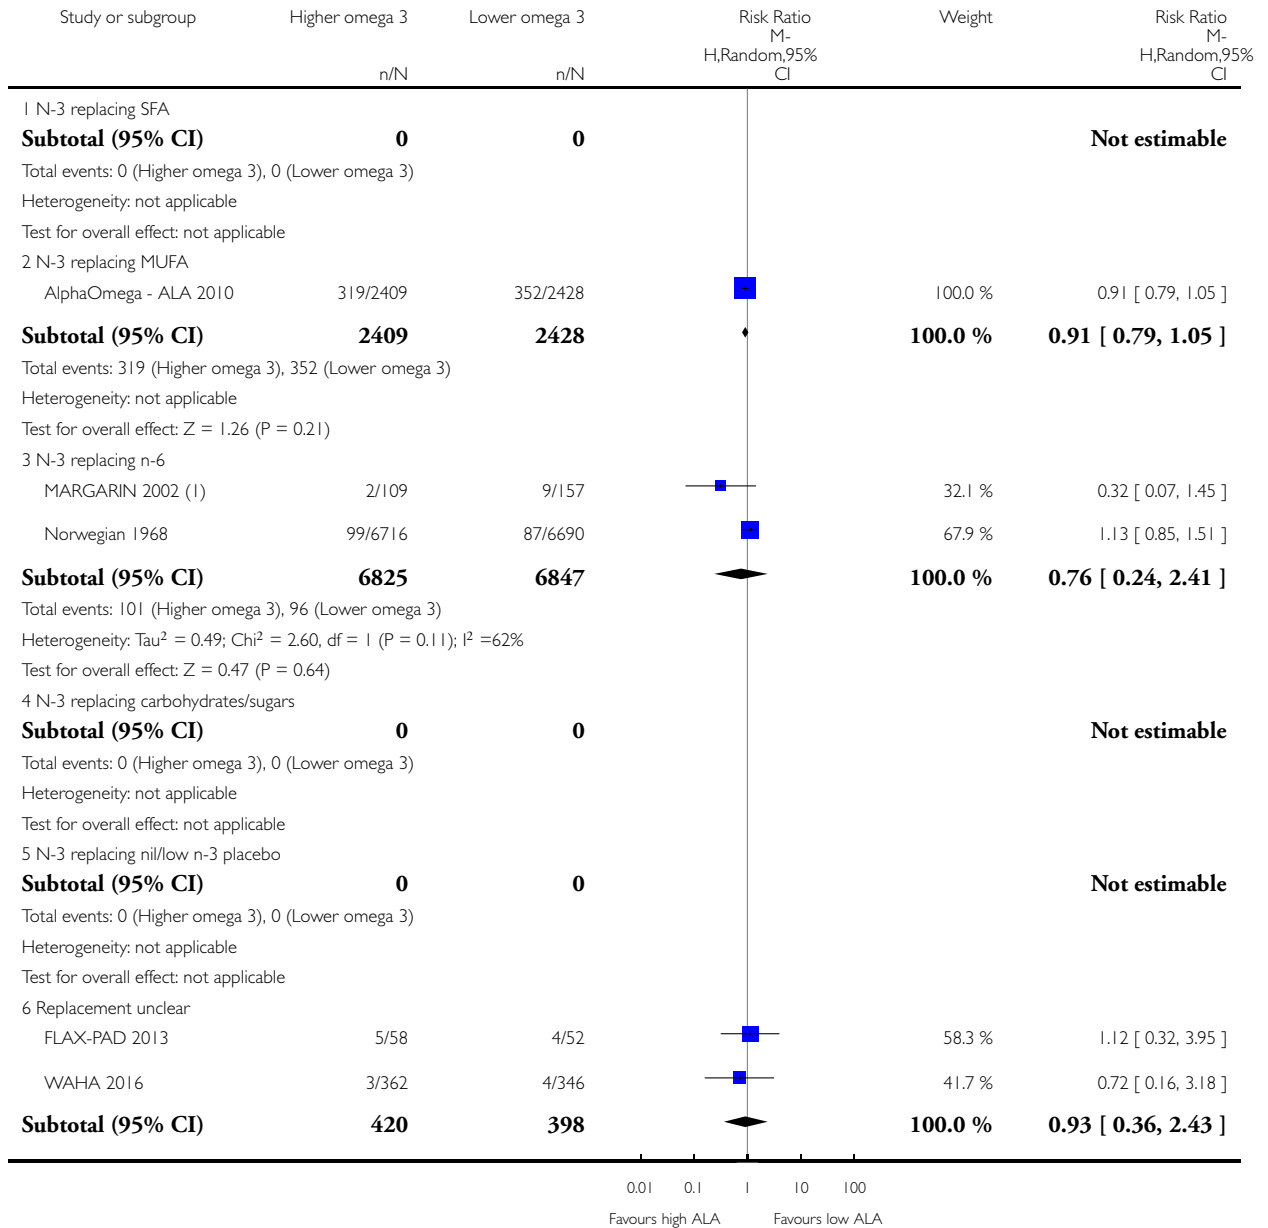 Study or subgroup Higher omega 3 Lower omega 3 Risk Ratio Weight Risk Ratio
M- M-
H,Random,95% H,Random,95%
n/N n/N CI CI
1 N-3 replacing SFA
Subtotal (95% CI) 0 0 Not estimable
Total events: 0 (Higher omega 3), 0 (Lower omega 3)
Heterogeneity: not applicable
Test for overall effect: not applicable
2 N-3 replacing MUFA
AlphaOmega - ALA 2010 319/2409 352/2428 100.0 % 0.91 [ 0.79, 1.05 ]
Subtotal (95% CI) 2409 2428 100.0 % 0.91 [ 0.79, 1.05 ]
Total events: 319 (Higher omega 3), 352 (Lower omega 3)
Heterogeneity: not applicable
Test for overall effect: Z = 1.26 (P = 0.21)
3 N-3 replacing n-6
MARGARIN 2002 (1) 2/109 9/157 32.1 % 0.32 [ 0.07, 1.45 ]
Norwegian 1968 99/6716 87/6690 67.9 % 1.13 [ 0.85, 1.51 ]
Subtotal (95% CI) 6825 6847 100.0 % 0.76 [ 0.24, 2.41 ]
Total events: 101 (Higher omega 3), 96 (Lower omega 3)
Heterogeneity: Tau² = 0.49; Chi² = 2.60, df = 1 (P = 0.11); I² =62%
Test for overall effect: Z = 0.47 (P = 0.64)
4 N-3 replacing carbohydrates/sugars
Subtotal (95% CI) 0 0 Not estimable
Total events: 0 (Higher omega 3), 0 (Lower omega 3)
Heterogeneity: not applicable
Test for overall effect: not applicable
5 N-3 replacing nil/low n-3 placebo
Subtotal (95% CI) 0 0 Not estimable
Total events: 0 (Higher omega 3), 0 (Lower omega 3)
Heterogeneity: not applicable
Test for overall effect: not applicable
6 Replacement unclear
FLAX-PAD 2013 5/58 4/52 58.3 % 1.12 [ 0.32, 3.95 ]
WAHA 2016 3/362 4/346 41.7 % 0.72 [ 0.16, 3.18 ]
Subtotal (95% CI) 420 398 100.0 % 0.93 [ 0.36, 2.43 ]
0.01 0.1 1 10 100
Favours high ALA Favours low ALA